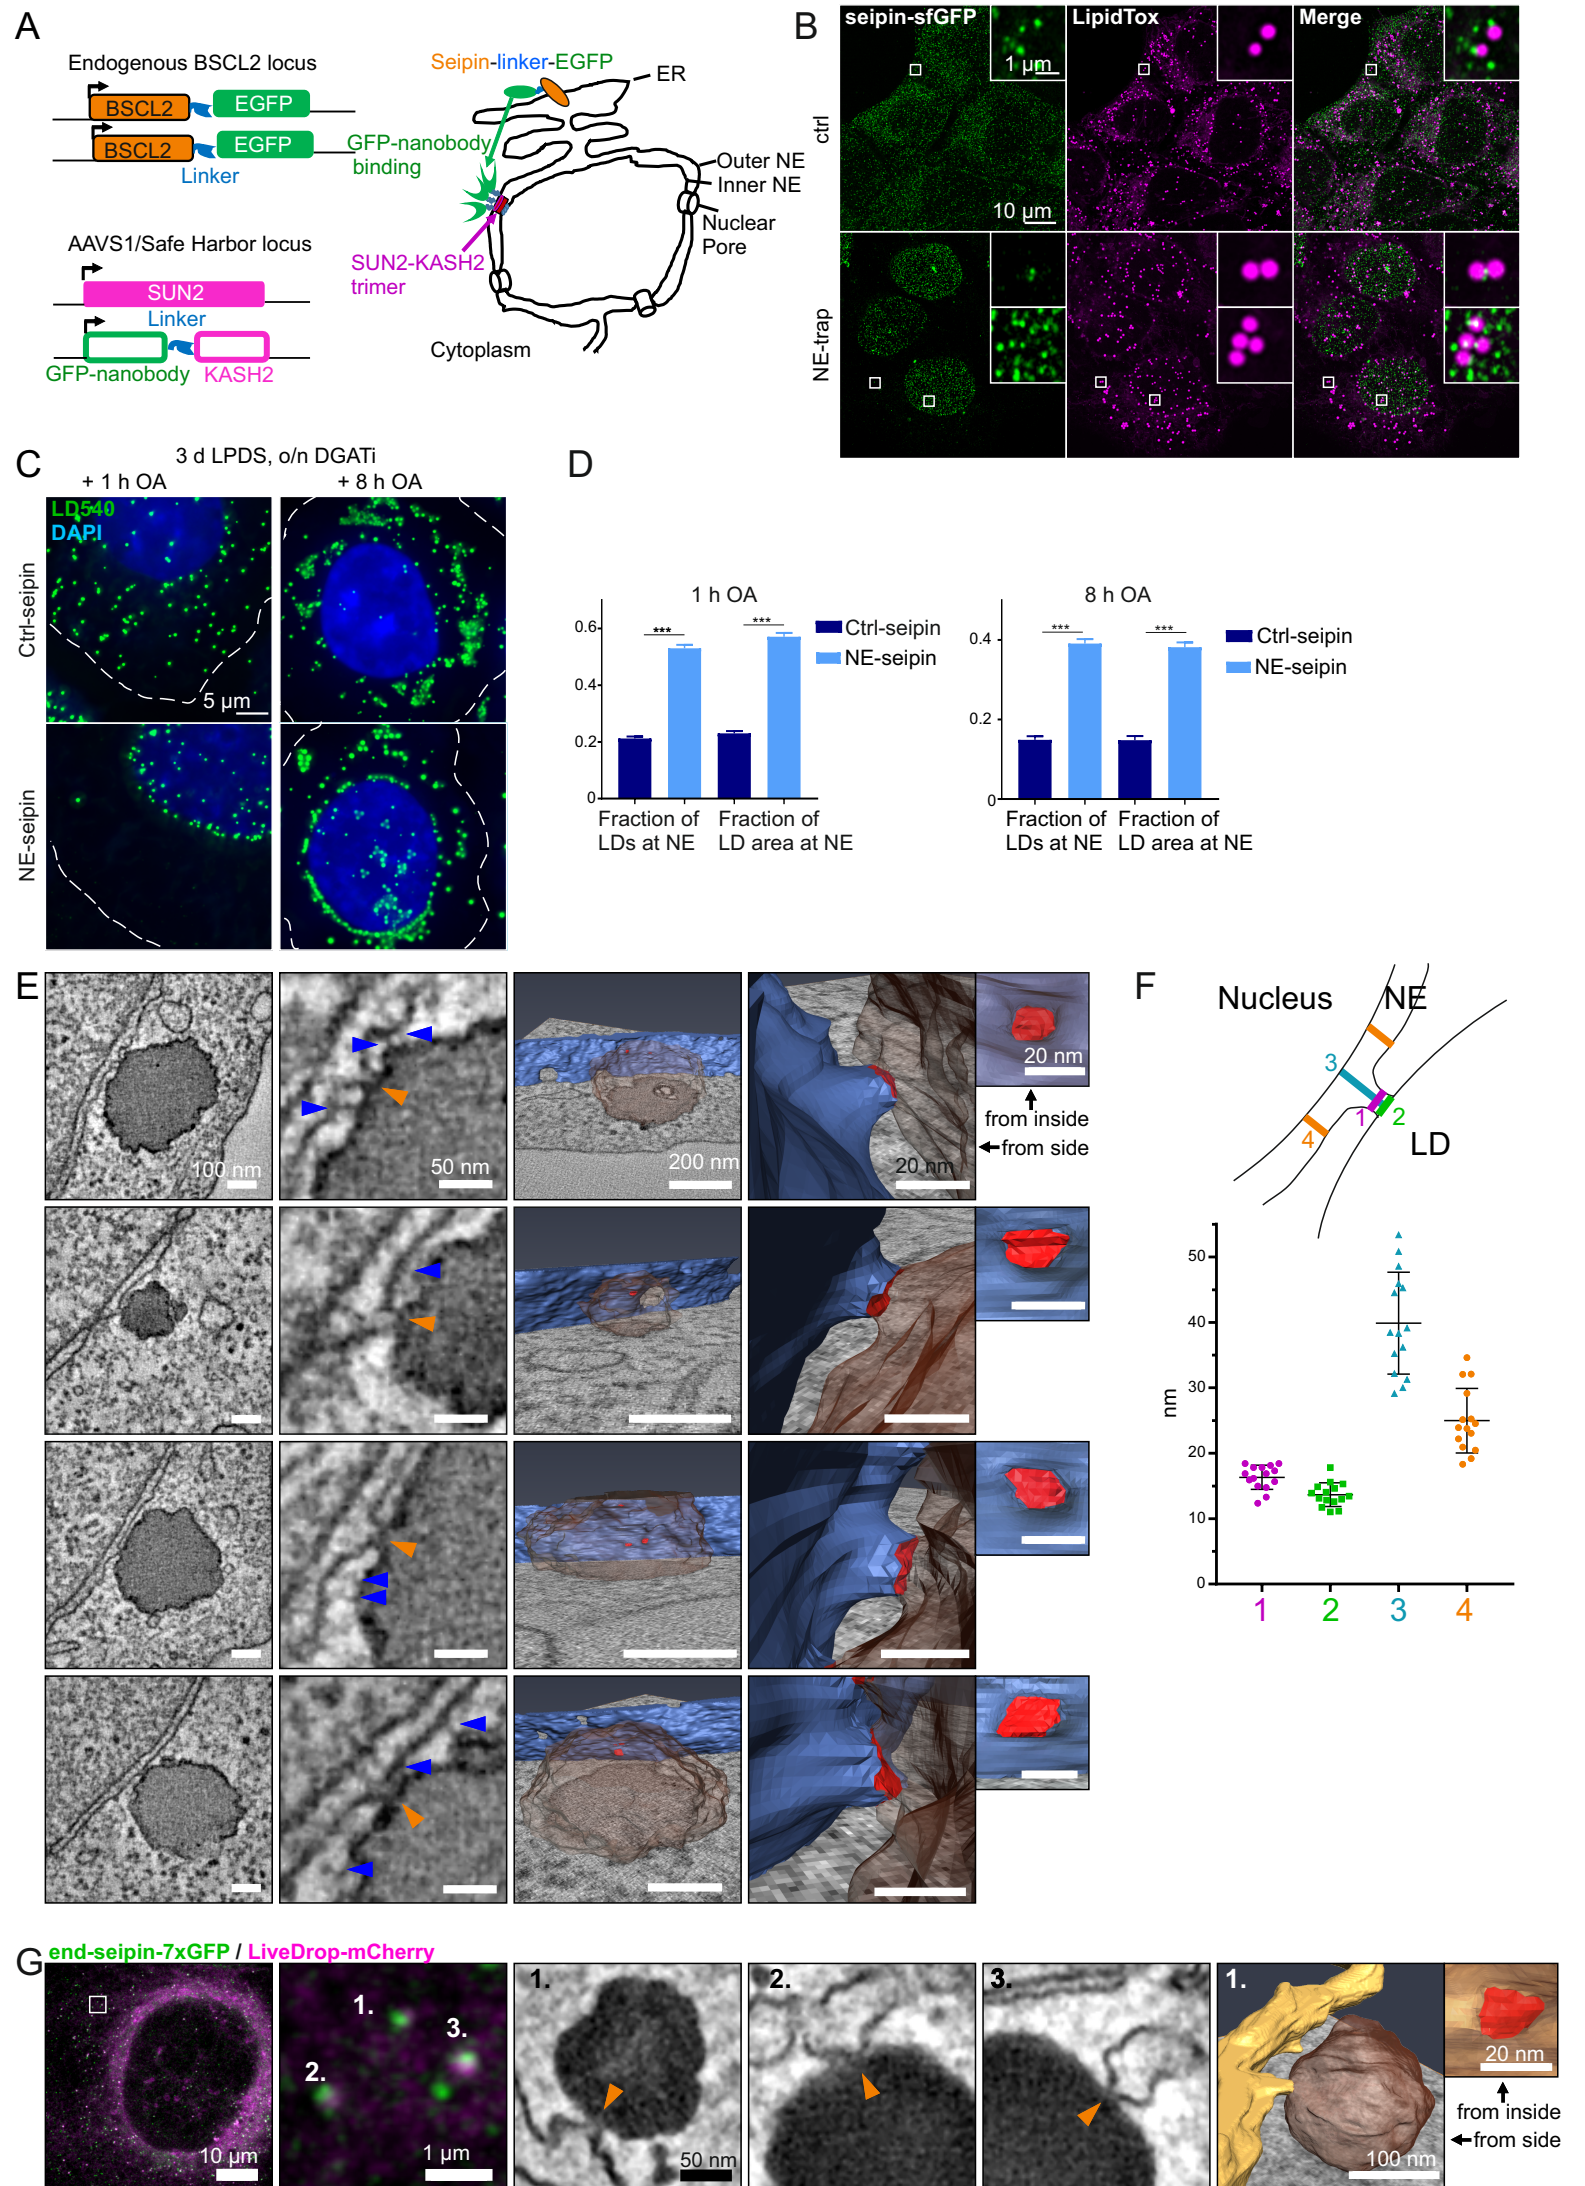 A
Endogenous BSCL2 locus
BSCL2
EGFP
BSCL2
EGFP
Linker
AAVS1/Safe Harbor locus
SUN2
Linker
GFP-nanobody
KASH2
Seipin-linker-EGFP
ER
GFP-nanobody
binding
Outer NE
Inner NE
Nuclear
Pore
SUN2-KASH2
trimer
Cytoplasm
B
seipin-sfGFP
LipidTox
Merge
1 µm
ctrl
10 µm
NE-trap
C
3 d LPDS, o/n DGATi
+ 1 h OA
+ 8 h OA
LD540
DAPI
Ctrl-seipin
5 µm
NE-seipin
D
1 h OA
***
***
0.6
0.4
0.2
0
Ctrl-seipin
NE-seipin
Fraction of
LDs at NE
Fraction of
LD area at NE
8 h OA
***
***
0.4
0.2
0
Ctrl-seipin
NE-seipin
Fraction of
LDs at NE
Fraction of
LD area at NE
E
100 nm
50 nm
200 nm
20 nm
20 nm
from inside
from side
F
Nucleus
NE
3
1
2
4
LD
nm
50
40
30
20
10
0
1
2
3
4
G
end-seipin-7xGFP / LiveDrop-mCherry
10 µm
1.
3.
2.
1 µm
1.
50 nm
2.
3.
1.
100 nm
20 nm
from inside
from side